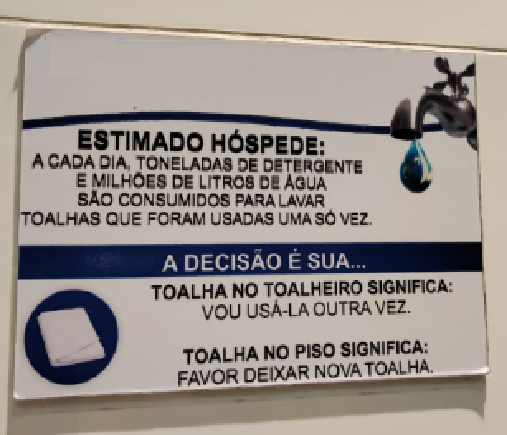 ESTIMADO HÓSPEDE:
A CADA DIA, TONELADAS DE DETERGENTE
E MILHÕES DE LITROS DE ÁGUA
SÃO CONSUMIDOS PARA LAVAR
TOALHAS QUE FORAM USADAS UMA SÓ VEZ.
A DECISÃO É SUA...
TOALHA NO TOALHEIRO SIGNIFICA:
VOU USÁ-LA OUTRA VEZ.
TOALHA NO PISO SIGNIFICA:
FAVOR DEIXAR NOVA TOALHA.